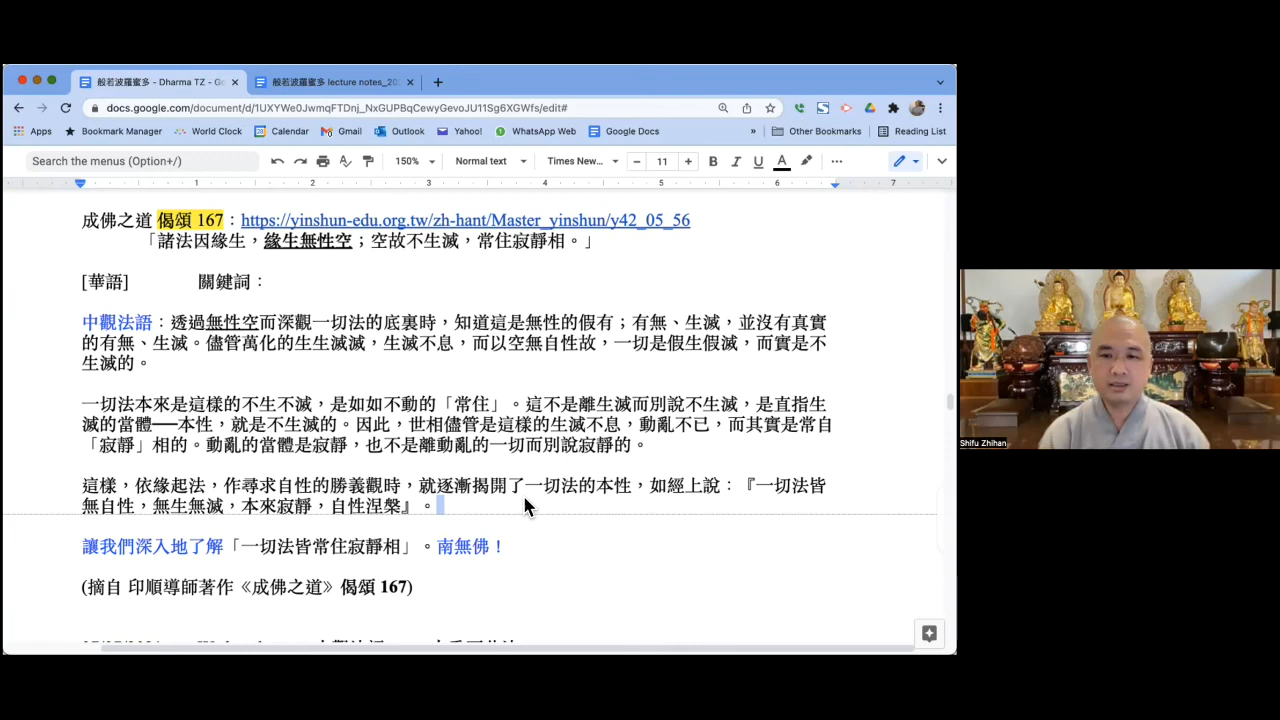 般若波羅蜜多 - Dharma TZ - Go
般若波羅蜜多 lecture notes_20
docs.google.com/document/d/1UXYWe0JwmqFTDnj_NxGUPBqCewyGevoJU11Sg6XGWfs/edit#
Apps Bookmark Manager World Clock Calendar Gmail Outlook Yahoo! WhatsApp Web Google Docs » Other Bookmarks Reading List
Search the menus (Option+/) 150% Normal text Times New... 11 B I U A
1 2 3 4 5 6 7
成佛之道 偈頌 167：https://yinshun-edu.org.tw/zh-hant/Master_yinshun/y42_05_56
「諸法因緣生，緣生無性空；空故不生滅，常住寂靜相。」
[華語] 關鍵詞：
中觀法語：透過無性空而深觀一切法的底裏時，知道這是無性的假有；有無、生滅，並沒有真實
的有無、生滅。儘管萬化的生生滅滅，生滅不息，而以空無自性故，一切是假生假滅，而實是不
生滅的。
一切法本來是這樣的不生不滅，是如如不動的「常住」。這不是離生滅而別說不生滅，是直指生
滅的當體──本性，就是不生滅的。因此，世相儘管是這樣的生滅不息，動亂不已，而其實是常自
「寂靜」相的。動亂的當體是寂靜，也不是離動亂的一切而別說寂靜的。
這樣，依緣起法，作尋求自性的勝義觀時，就逐漸揭開了一切法的本性，如經上說：『一切法皆
無自性，無生無滅，本來寂靜，自性涅槃』。
讓我們深入地了解「一切法皆常住寂靜相」。南無佛！
(摘自 印順導師著作《成佛之道》偈頌 167)
Shifu Zhihan